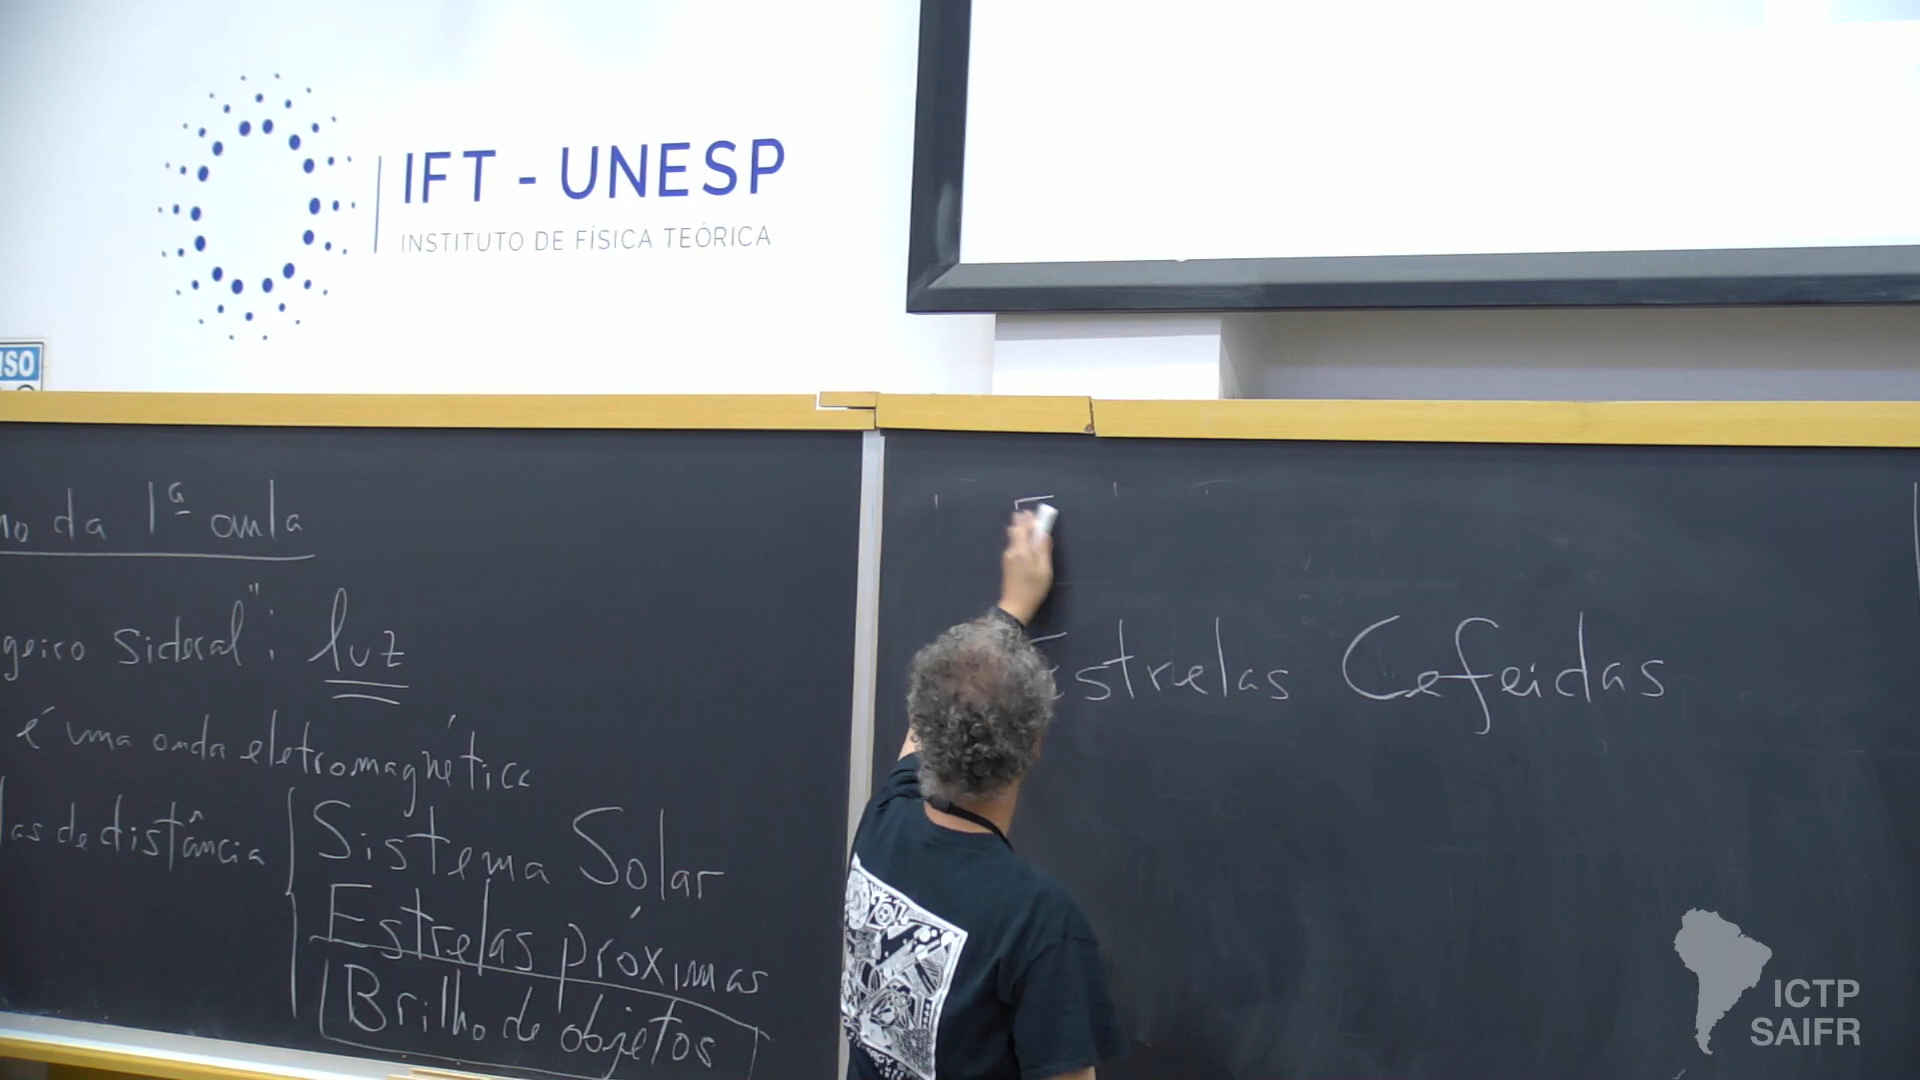 IFT - UNESP
INSTITUTO DE FÍSICA TEÓRICA
ISO
da 1ª aula
Sideral": luz
é uma onda eletromagnética
de distância
Sistema Solar
Estrelas próximas
Brilho de objetos
Estrelas Cefeidas
ICTP
SAIFR